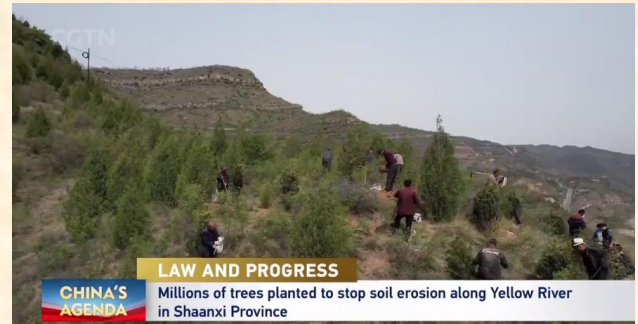 CGTN
LAW AND PROGRESS
CHINA'S
AGENDA
Millions of trees planted to stop soil erosion along Yellow River
in Shaanxi Province